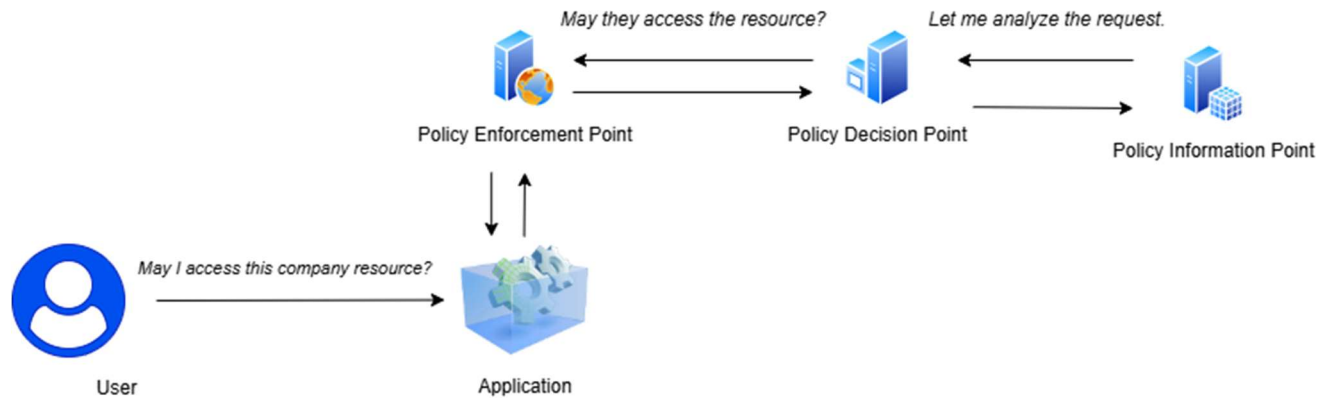 May they access the resource?
Let me analyze the request.
Policy Enforcement Point
Policy Decision Point
Policy Information Point
May I access this company resource?
User
Application